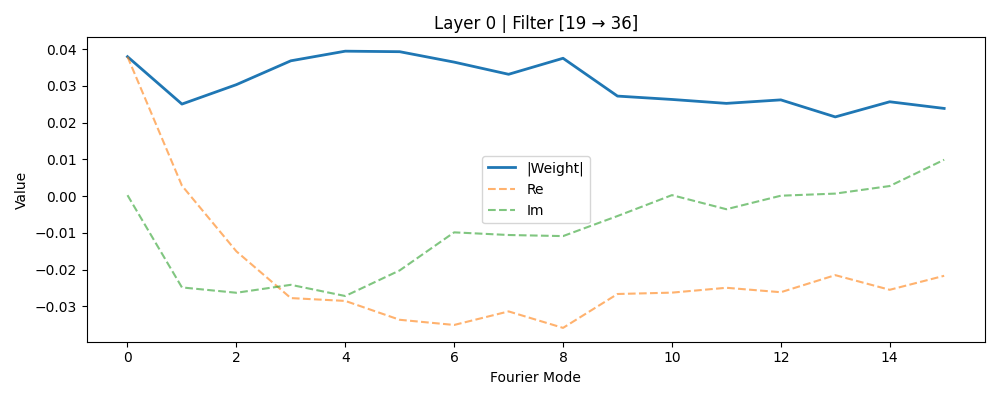 Layer 0 | Filter [19 → 36]
Value
0.04
0.03
0.02
0.01
0.00
−0.01
−0.02
−0.03
|Weight|
Re
Im
0 2 4 6 8 10 12 14
Fourier Mode